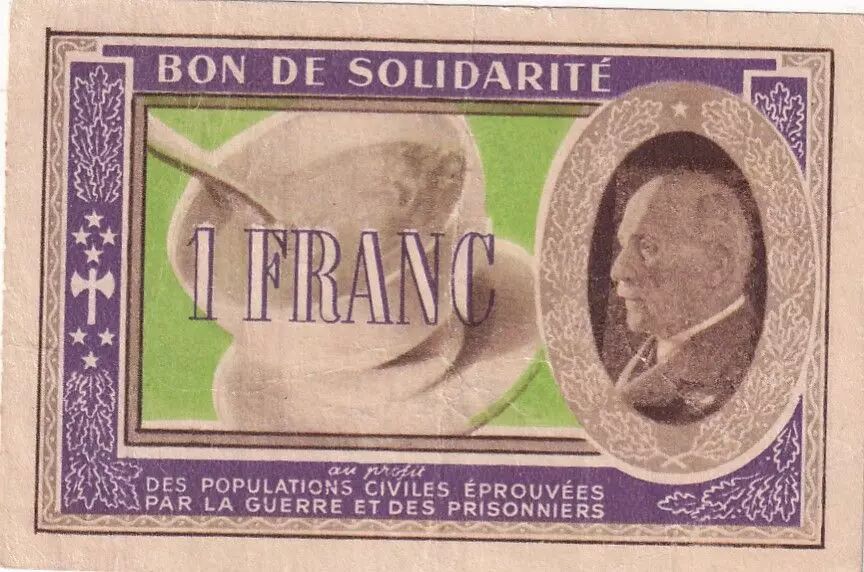 BON DE SOLIDARITÉ
1 FRANC
au profit
DES POPULATIONS CIVILES ÉPROUVÉES
PAR LA GUERRE ET DES PRISONNIERS